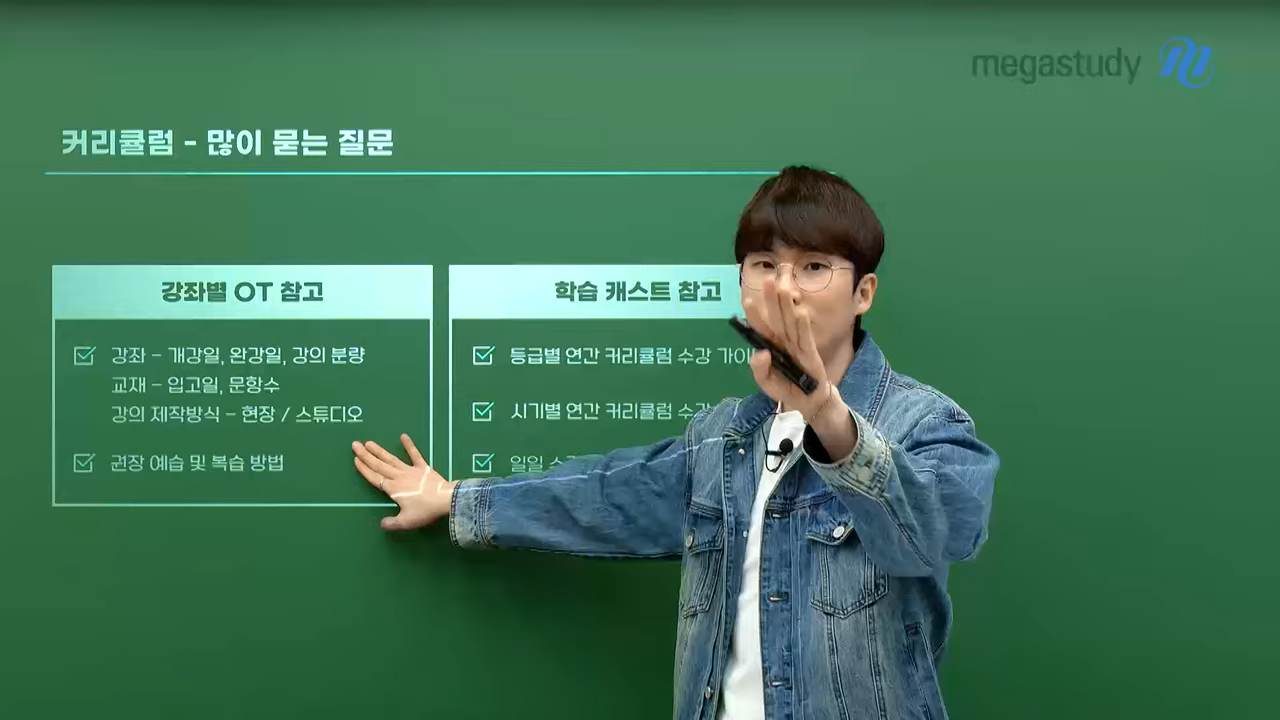 megastudy
커리큘럼 - 많이 묻는 질문
강좌별 OT 참고
강좌 - 개강일, 완강일, 강의 분량
교재 - 입고일, 문항수
강의 제작방식 - 현장 / 스튜디오
권장 예습 및 복습 방법
학습 캐스트 참고
등급별 연간 커리큘럼 수강
시기별 연간 커리큘럼
일일